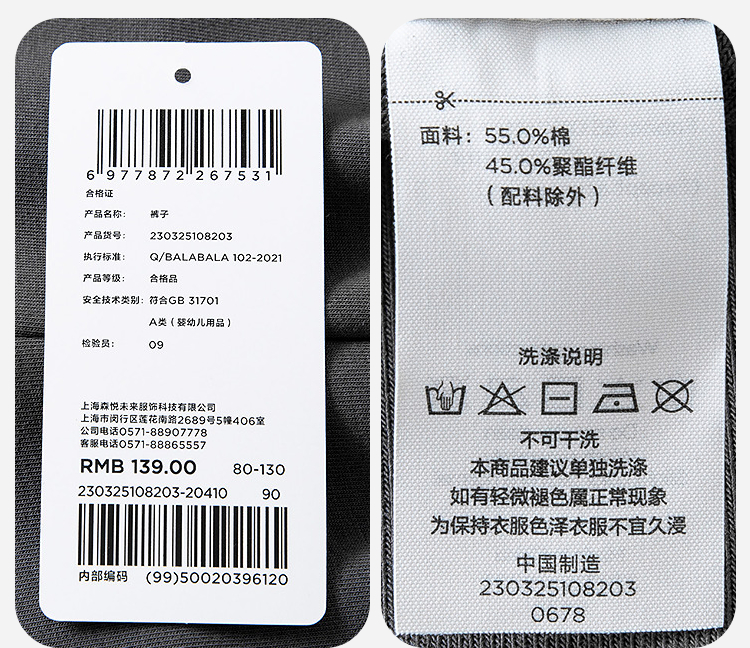 6 977872 267531
合格证
产品名称: 裤子
产品货号: 230325108203
执行标准: Q/BALABALA 102-2021
产品等级: 合格品
安全技术类别: 符合GB 31701
A类（婴幼儿用品）
检验员: 09
上海森悦未来服饰科技有限公司
上海市闵行区莲花南路2689号5幢406室
公司电话0571-88907778
客服电话0571-88865557
RMB 139.00 80-130
230325108203-20410 90
内部编码 (99)50020396120
面料: 55.0%棉
45.0%聚酯纤维
（配料除外）
洗涤说明
不可干洗
本商品建议单独洗涤
如有轻微褪色属正常现象
为保持衣服色泽衣服不宜久浸
中国制造
230325108203
0678